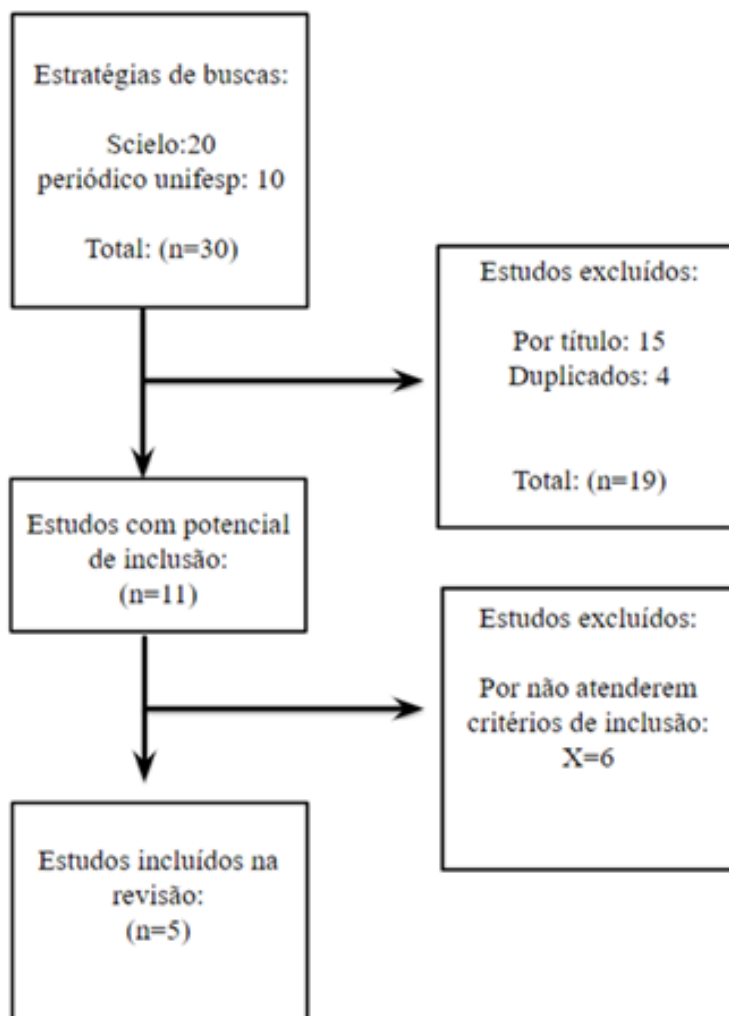 Estratégias de buscas:
Scielo:20
periódico unifesp: 10
Total: (n=30)
Estudos excluídos:
Por título: 15
Duplicados: 4
Total: (n=19)
Estudos com potencial
de inclusão:
(n=11)
Estudos excluídos:
Por não atenderem
critérios de inclusão:
X=6
Estudos incluídos na
revisão:
(n=5)